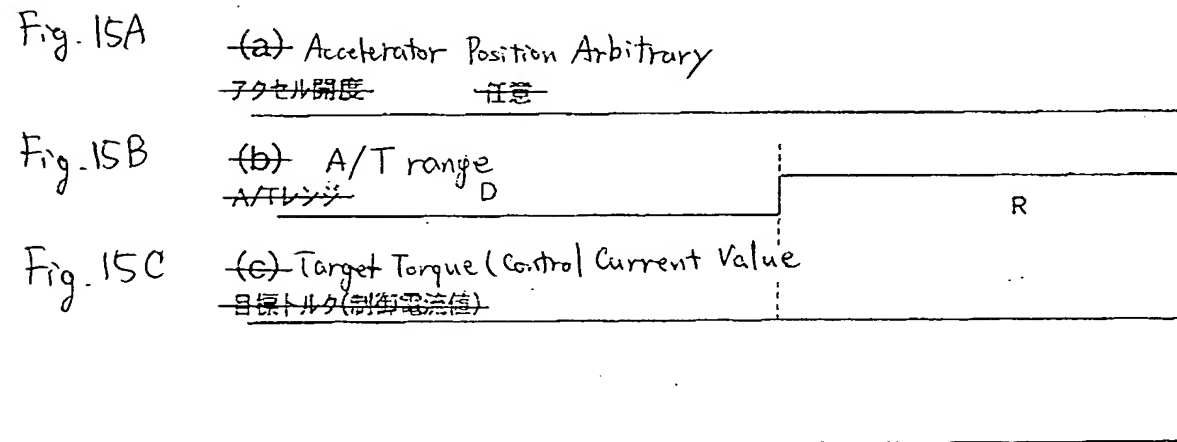 Fig. 15A (a) Accelerator Position Arbitrary
アクセル開度 任意
Fig. 15B (b) A/T range
A/Tレンジ D
R
Fig. 15C (c) Target Torque (Control Current Value
目標トルク(制御電流値)